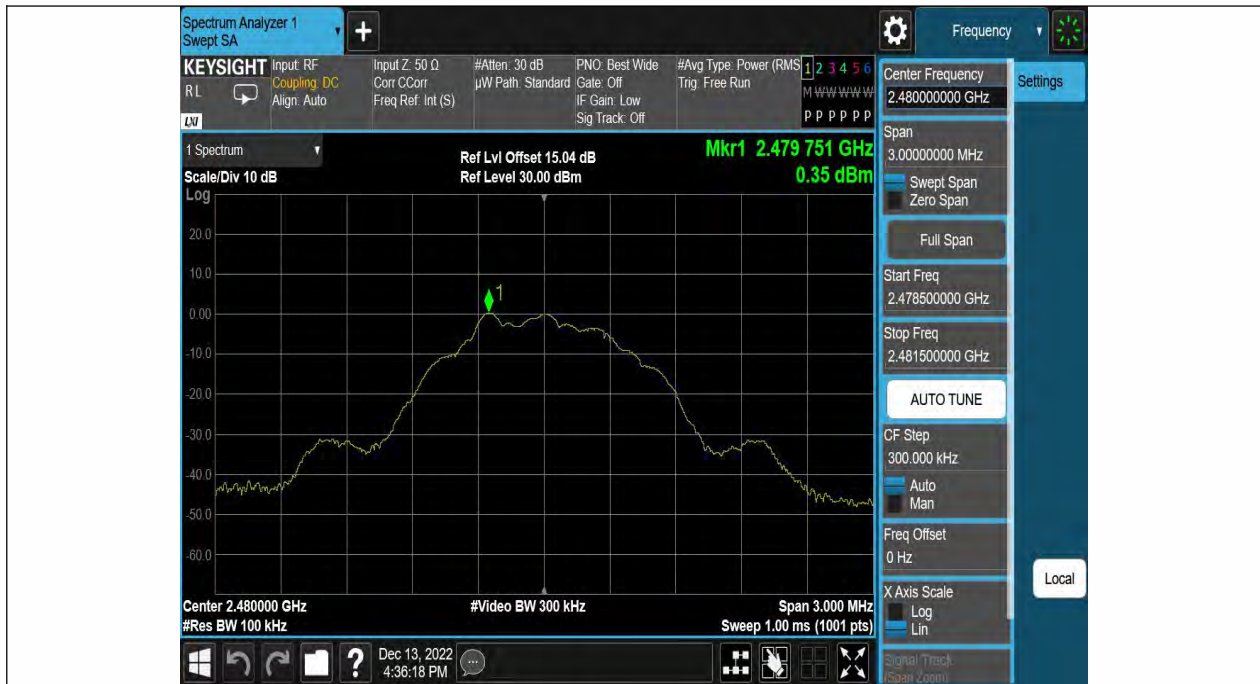 Spectrum Analyzer 1
Swept SA
+
Frequency
KEYSIGHT
RL
LXI
Input: RF
Coupling: DC
Align: Auto
Input Z: 50 Ω
Corr CCorr
Freq Ref: Int (S)
#Atten: 30 dB
µW Path: Standard
PNO: Best Wide
Gate: Off
IF Gain: Low
Sig Track: Off
#Avg Type: Power (RMS
Trig: Free Run
1 2 3 4 5 6
M W W W W W
P P P P P P
1 Spectrum
Scale/Div 10 dB
Ref Lvl Offset 15.04 dB
Ref Level 30.00 dBm
Mkr1 2.479 751 GHz
0.35 dBm
Log
20.0
10.0
0.00
-10.0
-20.0
-30.0
-40.0
-50.0
-60.0
1
Center 2.480000 GHz
#Res BW 100 kHz
#Video BW 300 kHz
Span 3.000 MHz
Sweep 1.00 ms (1001 pts)
Center Frequency
2.480000000 GHz
Settings
Span
3.00000000 MHz
Swept Span
Zero Span
Full Span
Start Freq
2.478500000 GHz
Stop Freq
2.481500000 GHz
AUTO TUNE
CF Step
300.000 kHz
Auto
Man
Freq Offset
0 Hz
X Axis Scale
Log
Lin
Signal Track
(Span Zoom)
Local
?
Dec 13, 2022
4:36:18 PM